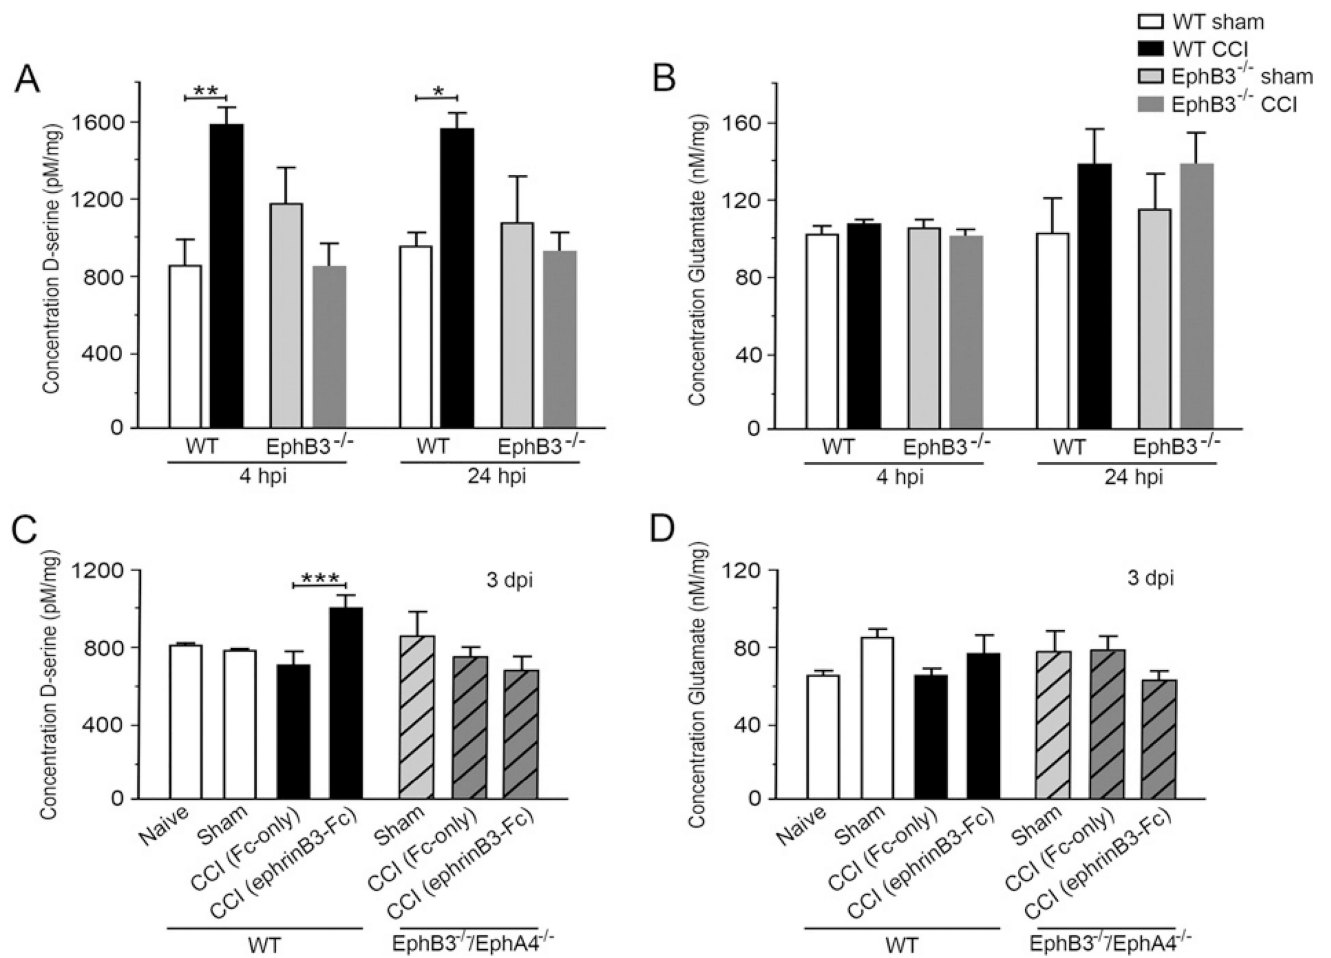 WT sham
WT CCI
EphB3-/- sham
EphB3-/- CCI
A
Concentration D-serine (pM/mg)
1600
1200
800
400
0
**
*
WT EphB3-/- WT EphB3-/-
4 hpi 24 hpi
B
Concentration Glutamtate (nM/mg)
160
120
80
40
0
WT EphB3-/- WT EphB3-/-
4 hpi 24 hpi
C
Concentration D-serine (pM/mg)
1200
800
400
0
***
3 dpi
Naive
Sham
CCI (Fc-only)
CCI (ephrinB3-Fc)
Sham
CCI (Fc-only)
CCI (ephrinB3-Fc)
WT EphB3-/-/EphA4-/-
D
Concentration Glutamate (nM/mg)
120
80
40
0
3 dpi
Naive
Sham
CCI (Fc-only)
CCI (ephrinB3-Fc)
Sham
CCI (Fc-only)
CCI (ephrinB3-Fc)
WT EphB3-/-/EphA4-/-